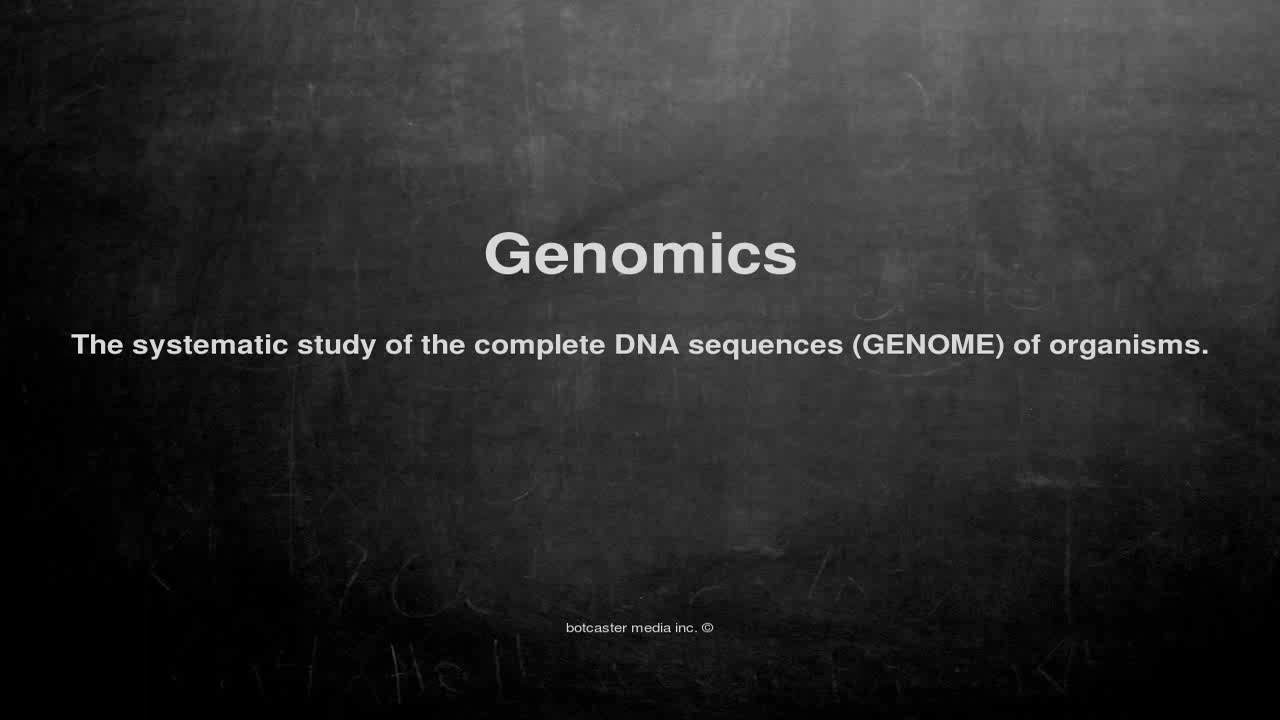 Genomics
The systematic study of the complete DNA sequences (GENOME) of organisms.
botcaster media inc. ©